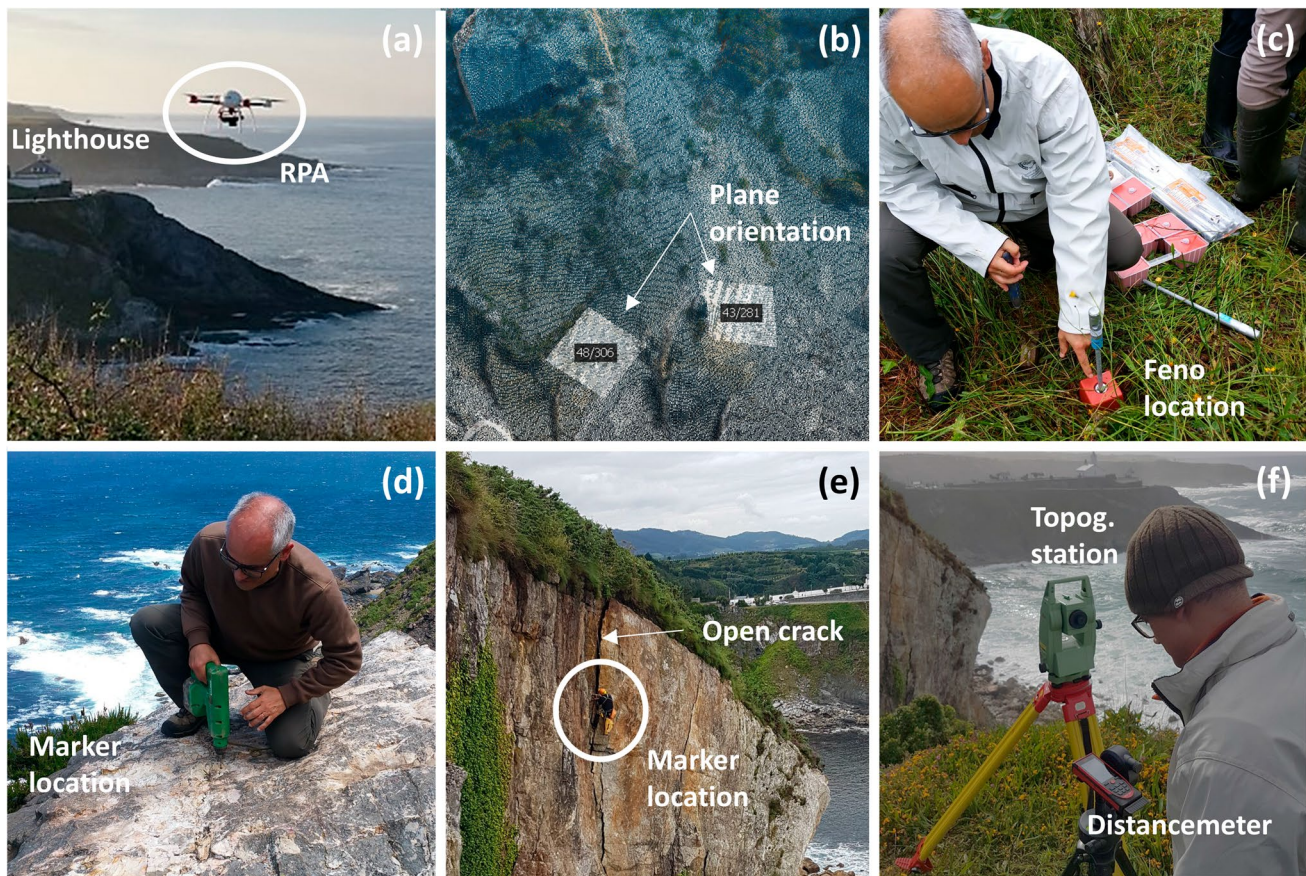 (a)
Lighthouse
RPA
(b)
Plane
orientation
43/281
48/306
(c)
Feno
location
(d)
Marker
location
(e)
Open crack
Marker
location
(f)
Topog.
station
Distancemeter